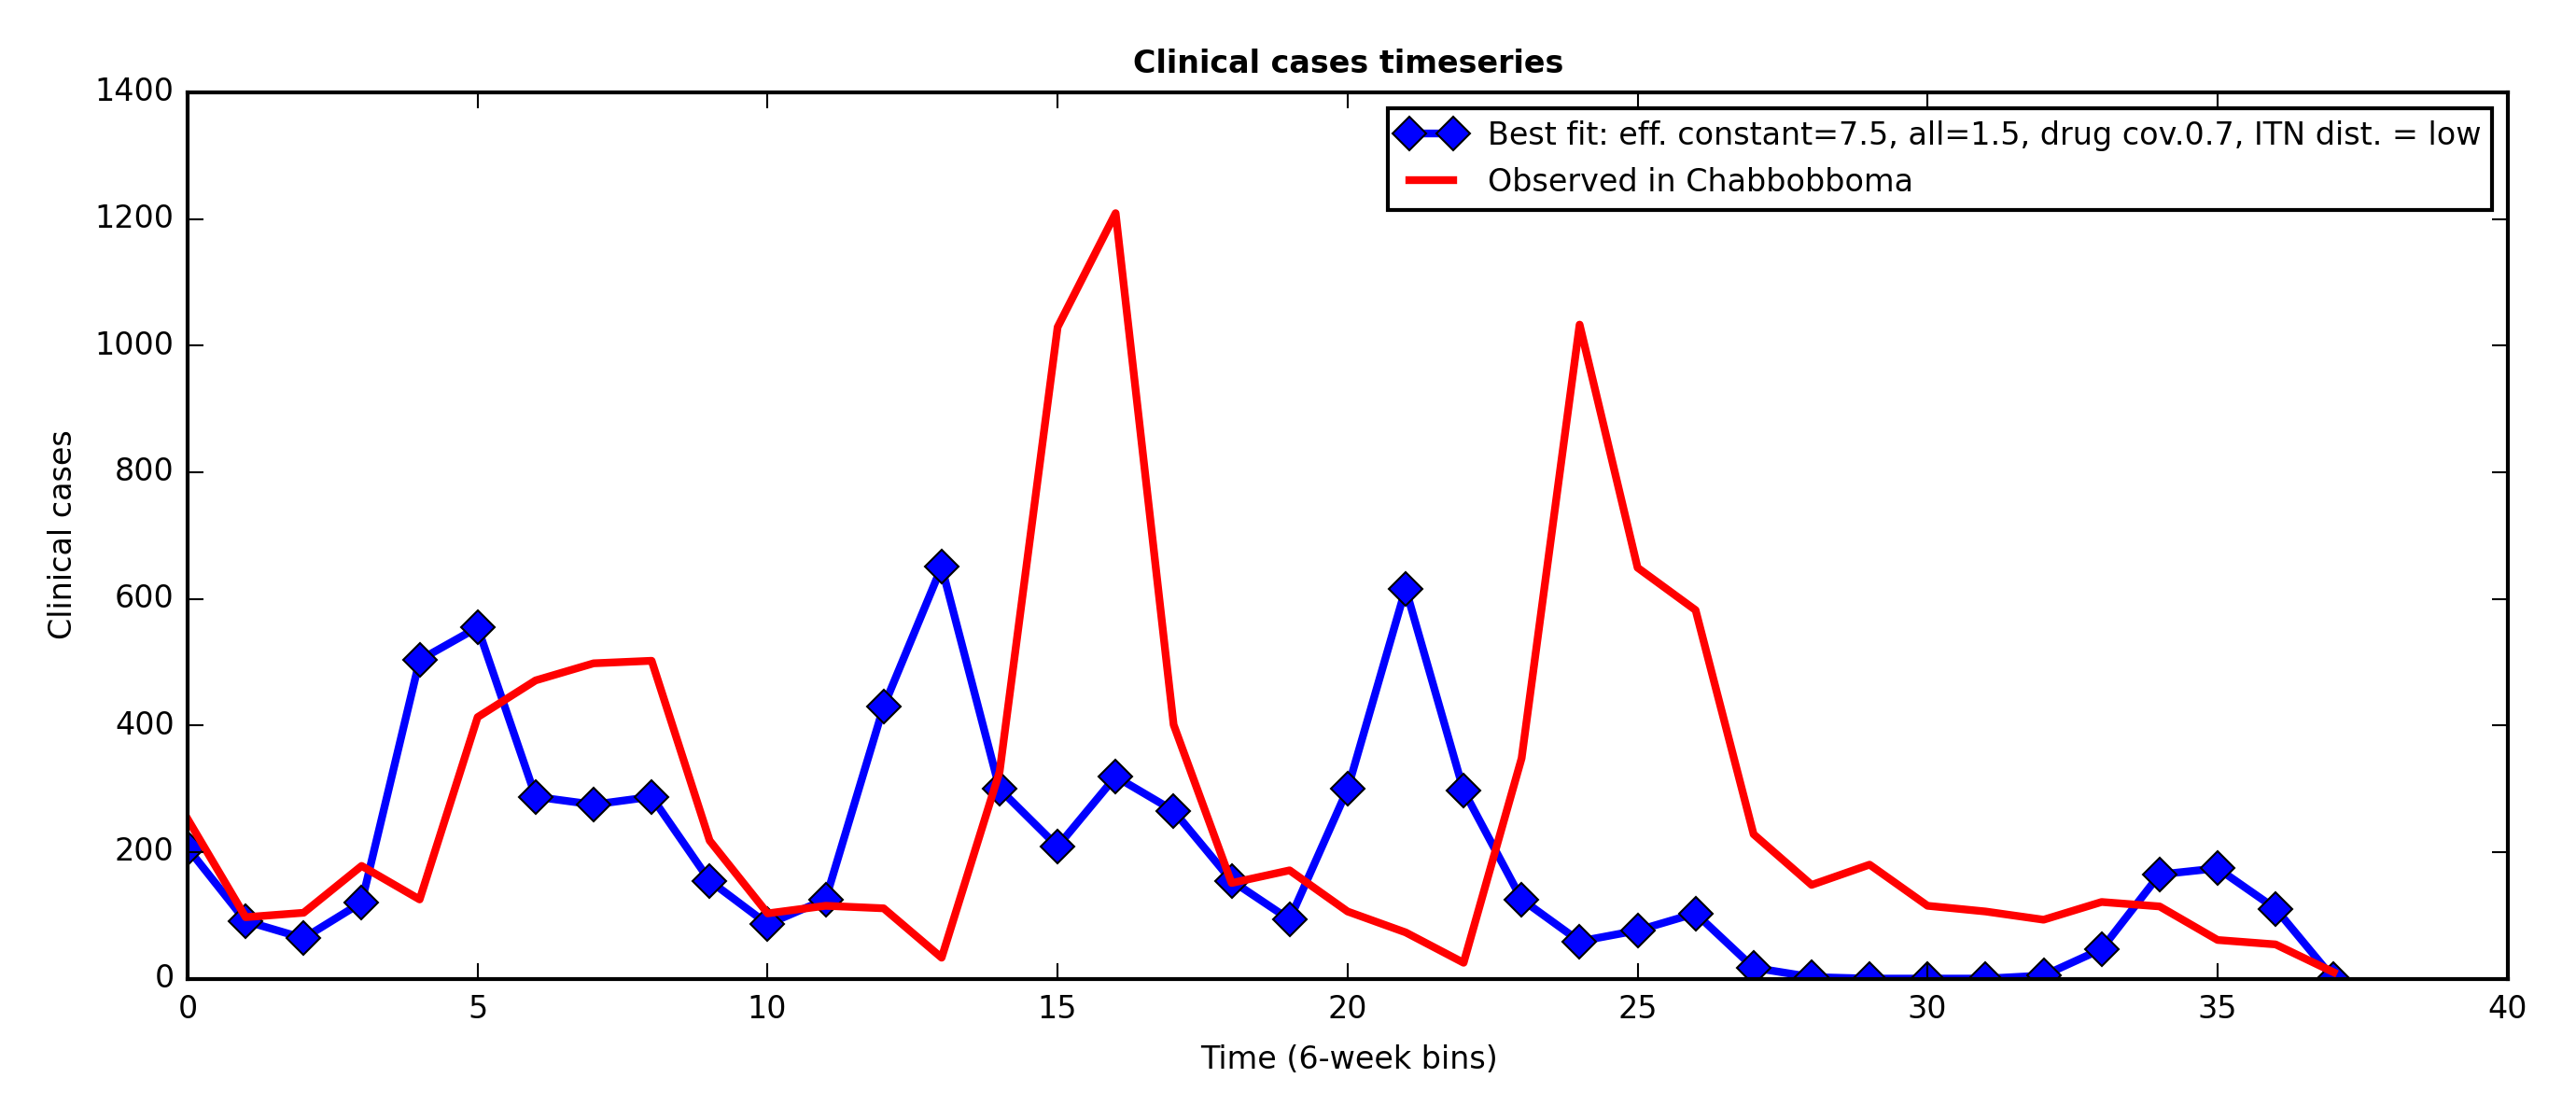 Clinical cases timeseries
1400
1200
1000
800
600
400
200
0
Clinical cases
Best fit: eff. constant=7.5, all=1.5, drug cov.0.7, ITN dist. = low
Observed in Chabbobboma
0 5 10 15 20 25 30 35 40
Time (6-week bins)